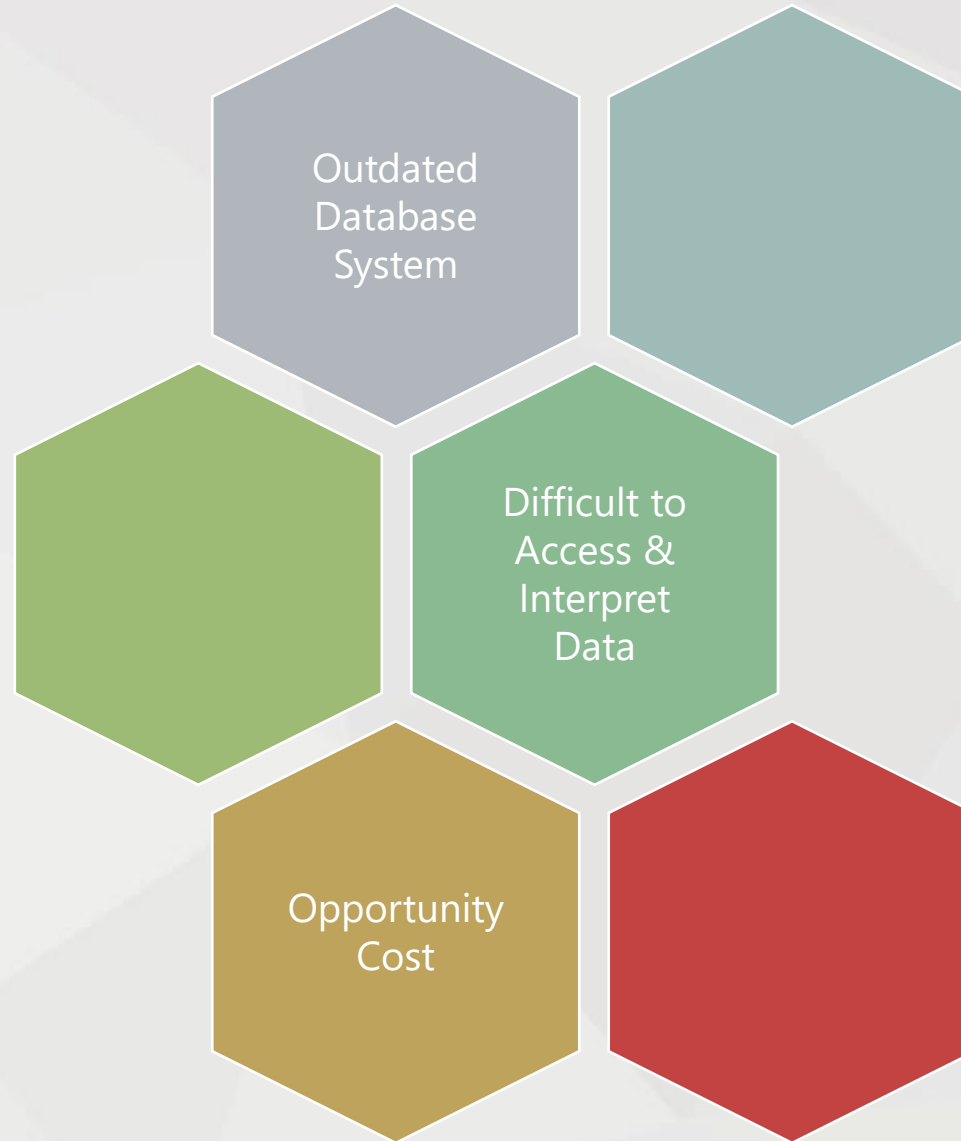 Outdated
Database
System
Difficult to
Access &
Interpret
Data
Opportunity
Cost